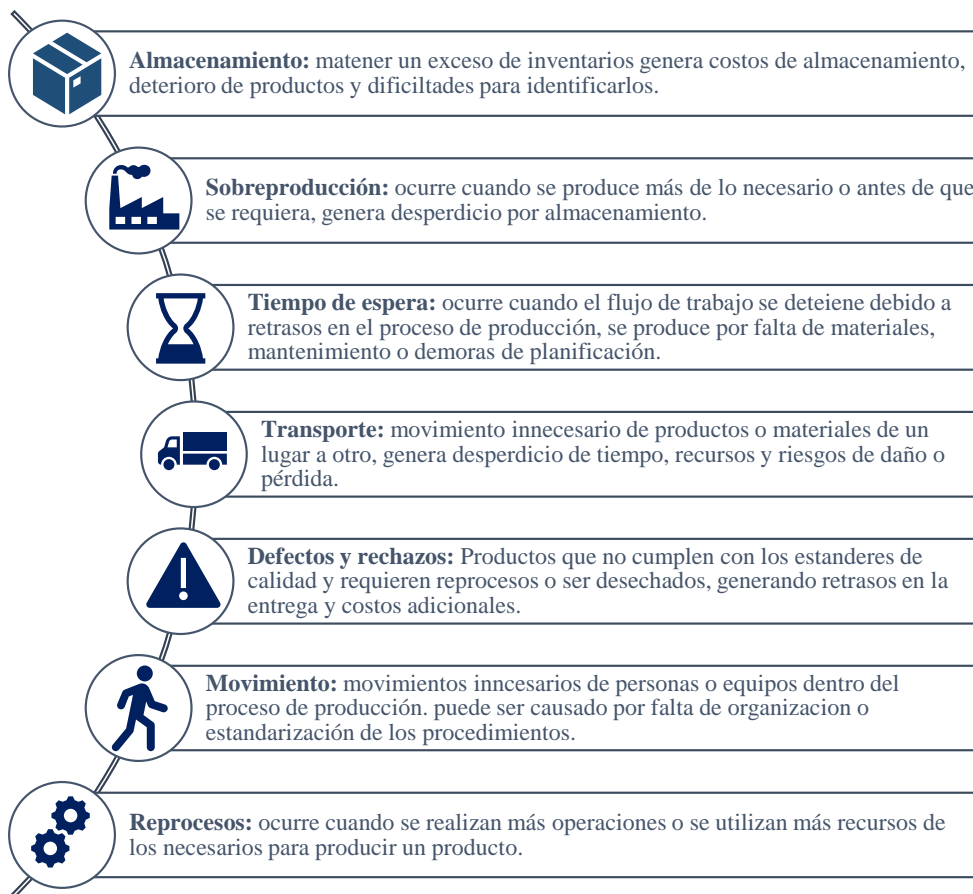 Almacenamiento: matener un exceso de inventarios genera costos de almacenamiento,
deterioro de productos y dificiltades para identificarlos.
Sobreproducción: ocurre cuando se produce más de lo necesario o antes de que
se requiera, genera desperdicio por almacenamiento.
Tiempo de espera: ocurre cuando el flujo de trabajo se deteiene debido a
retrasos en el proceso de producción, se produce por falta de materiales,
mantenimiento o demoras de planificación.
Transporte: movimiento innecesario de productos o materiales de un
lugar a otro, genera desperdicio de tiempo, recursos y riesgos de daño o
pérdida.
Defectos y rechazos: Productos que no cumplen con los estanderes de
calidad y requieren reprocesos o ser desechados, generando retrasos en la
entrega y costos adicionales.
Movimiento: movimientos inncesarios de personas o equipos dentro del
proceso de producción. puede ser causado por falta de organizacion o
estandarización de los procedimientos.
Reprocesos: ocurre cuando se realizan más operaciones o se utilizan más recursos de
los necesarios para producir un producto.